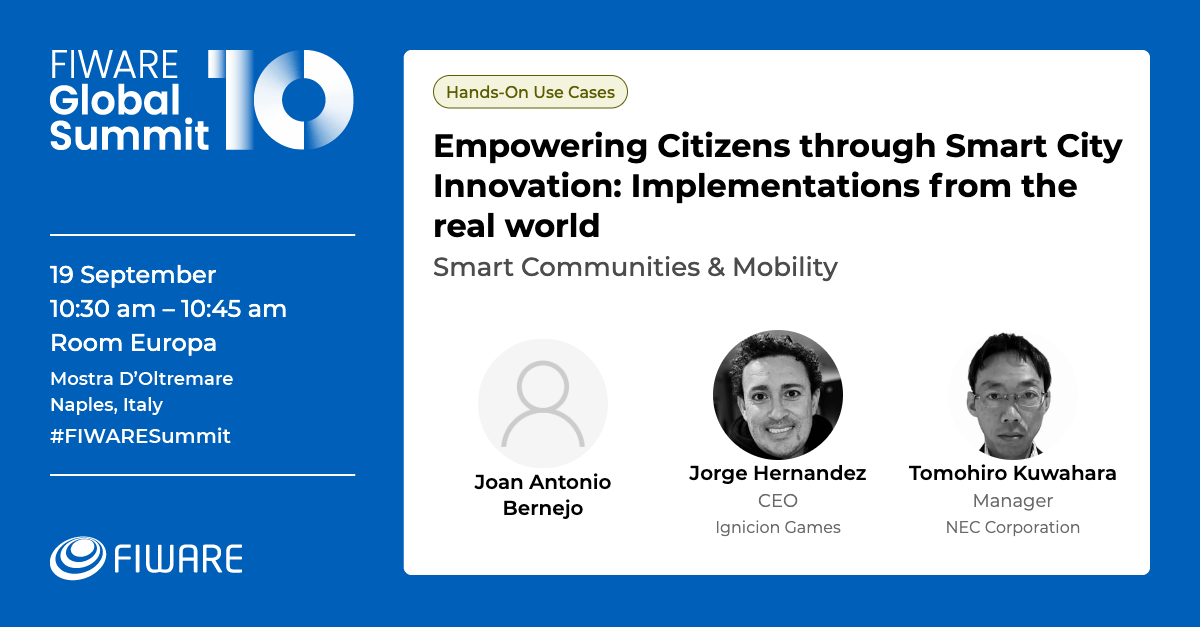 FIWARE
Global
Summit
10
19 September
10:30 am – 10:45 am
Room Europa
Mostra D’Oltremare
Naples, Italy
#FIWARESummit
FIWARE
Hands-On Use Cases
Empowering Citizens through Smart City
Innovation: Implementations from the
real world
Smart Communities & Mobility
Joan Antonio
Bernejo
Jorge Hernandez
CEO
Ignicion Games
Tomohiro Kuwahara
Manager
NEC Corporation